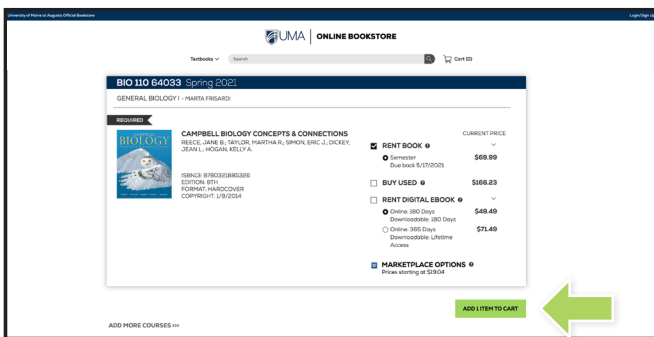 University of Maine at Augusta Official Bookstore
Login/Sign Up
UMA | ONLINE BOOKSTORE
Textbooks
Search
Cart (0)
BIO 110 64033 Spring 2021
GENERAL BIOLOGY I - MARTA FRISARDI
REQUIRED
CAMPBELL
BIOLOGY
CAMPBELL BIOLOGY CONCEPTS & CONNECTIONS
REECE, JANE B.; TAYLOR, MARTHA R.; SIMON, ERIC J.; DICKEY,
JEAN L.; HOGAN, KELLY A.
ISBN13: 9780321885326
EDITION: 8TH
FORMAT: HARDCOVER
COPYRIGHT: 1/9/2014
CURRENT PRICE
RENT BOOK ?
Semester $69.99
Due back 5/17/2021
BUY USED ? $166.23
RENT DIGITAL EBOOK ?
Online: 180 Days $49.49
Downloadable: 180 Days
Online: 365 Days $71.49
Downloadable: Lifetime
Access
MARKETPLACE OPTIONS ?
Prices starting at $19.04
ADD 1 ITEM TO CART
ADD MORE COURSES >>>